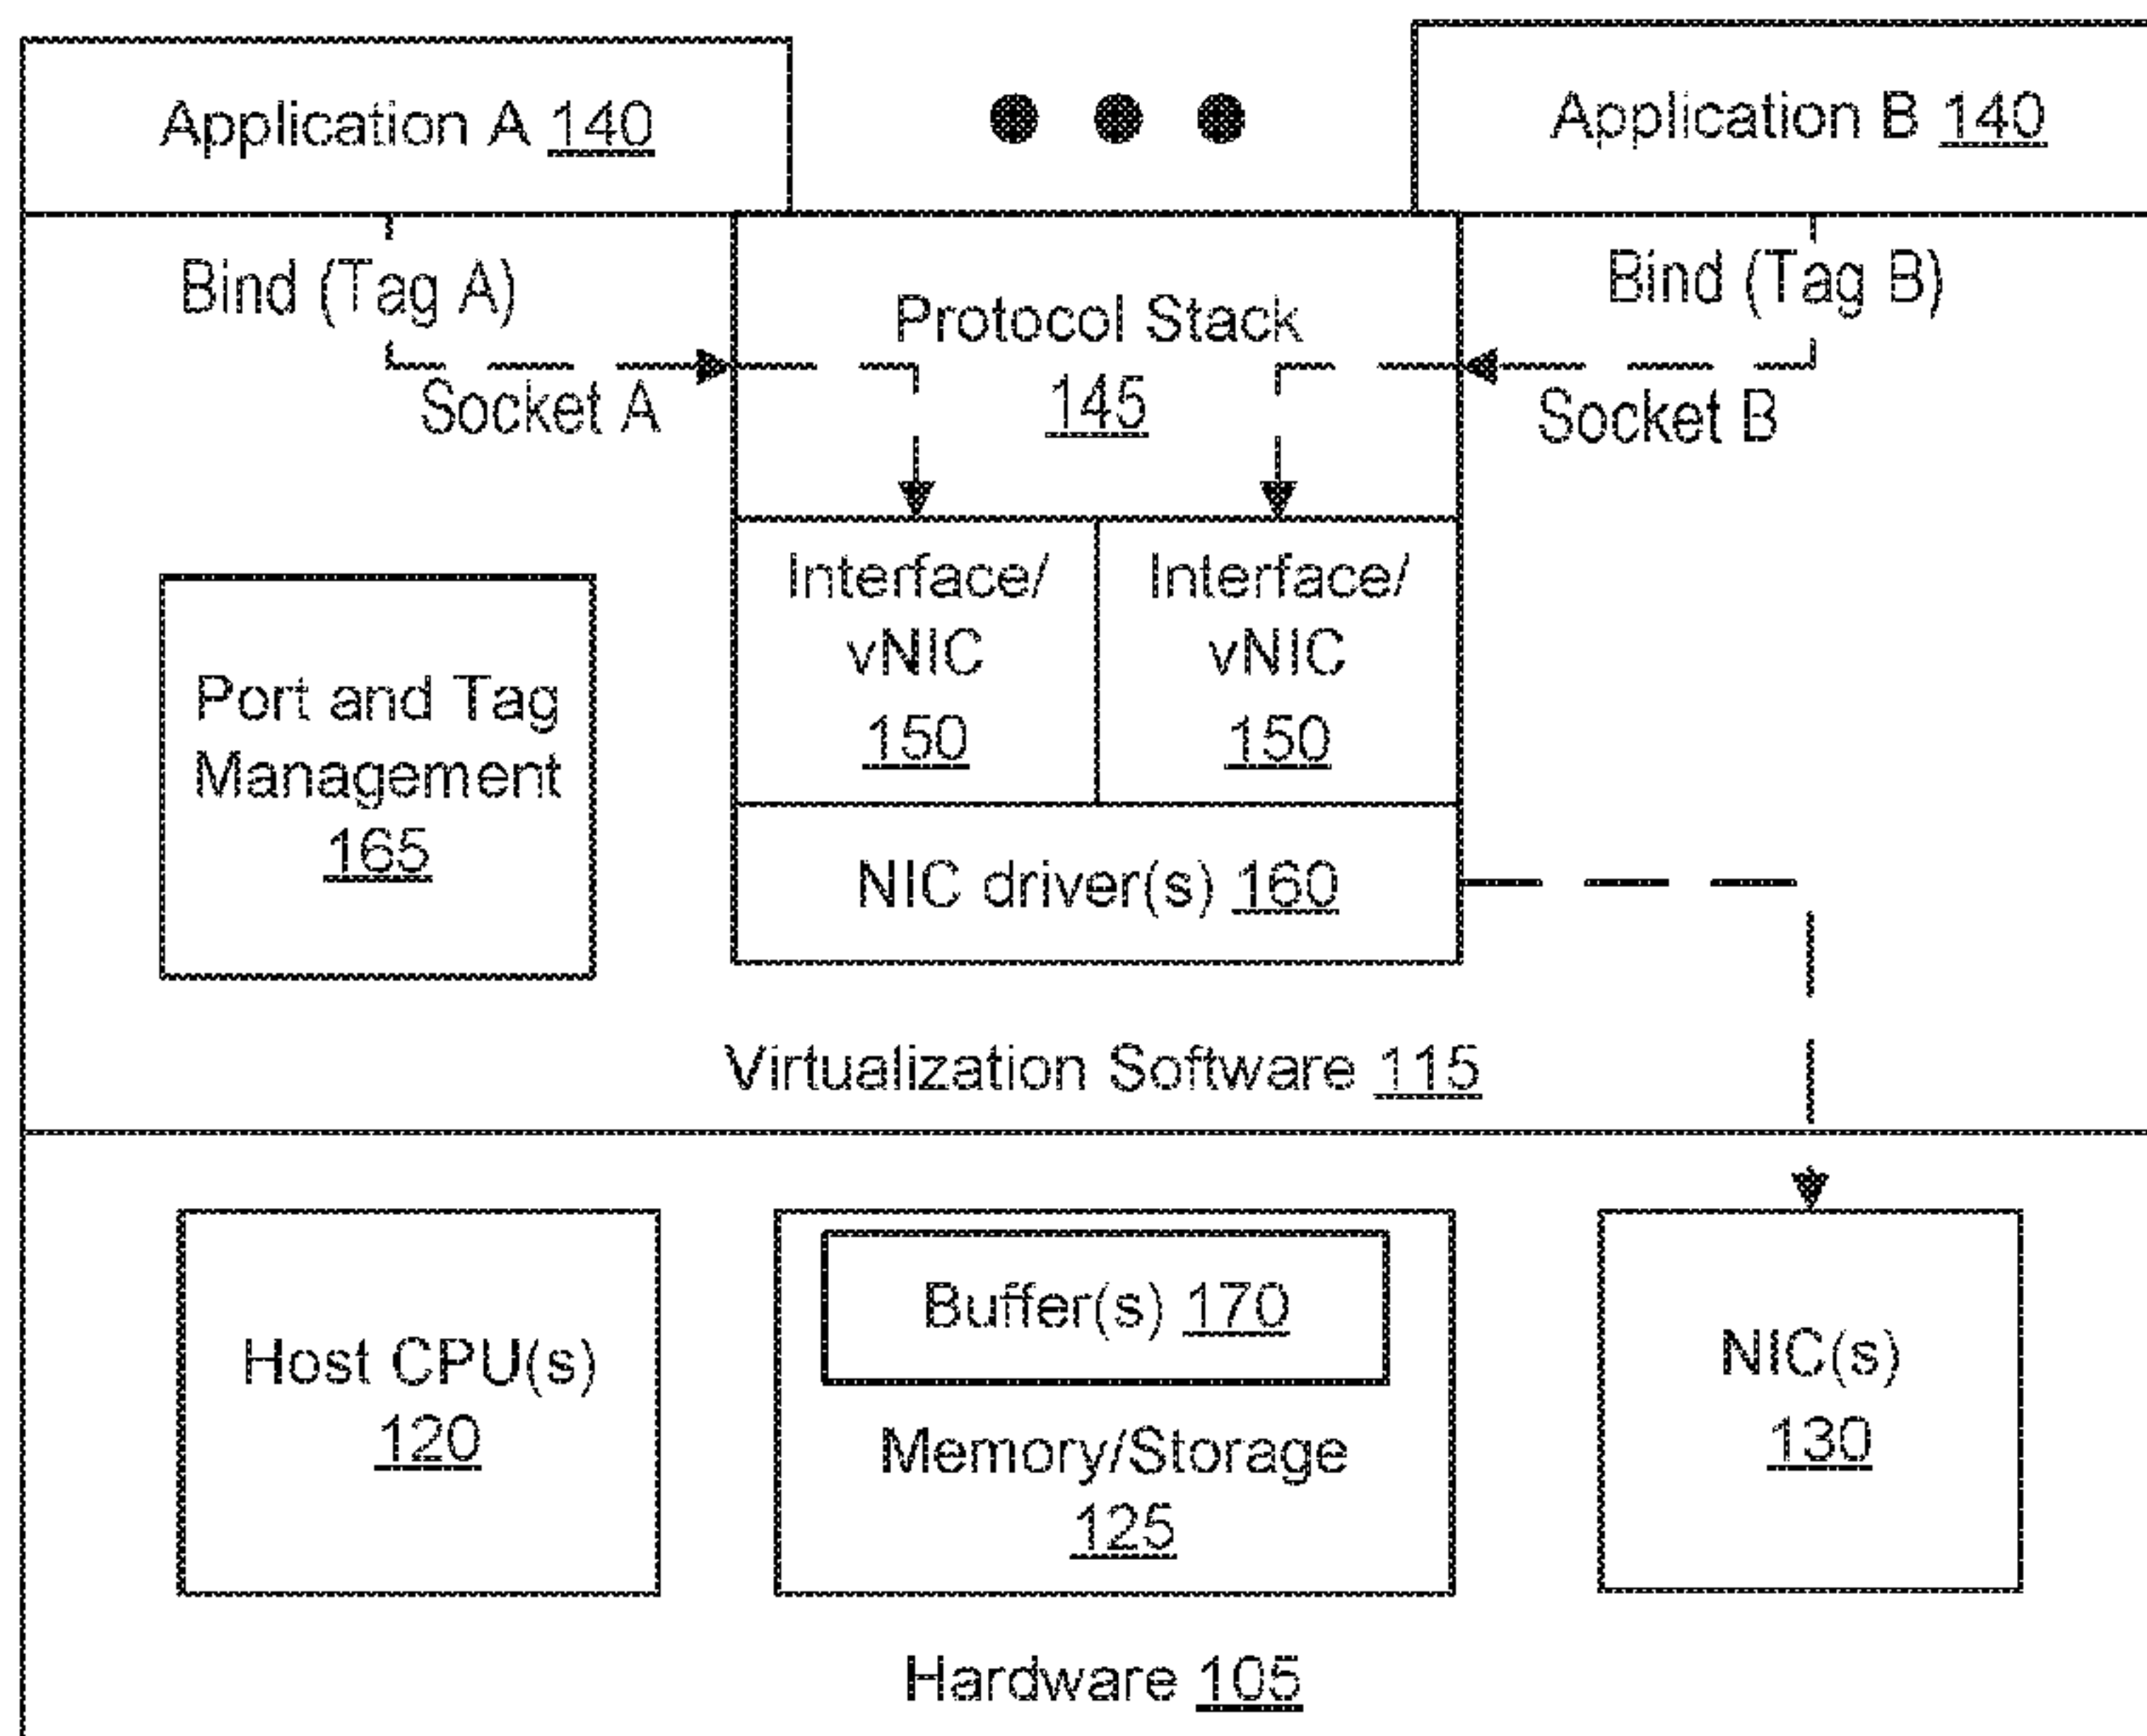 Application A 140
Application B 140
Bind (Tag A)
Socket A
Protocol Stack
145
Bind (Tag B)
Socket B
Interface/
vNIC
150
Interface/
vNIC
150
Port and Tag
Management
165
NIC driver(s) 160
Virtualization Software 115
Host CPU(s)
120
Buffer(s) 170
Memory/Storage
125
NIC(s)
130
Hardware 105